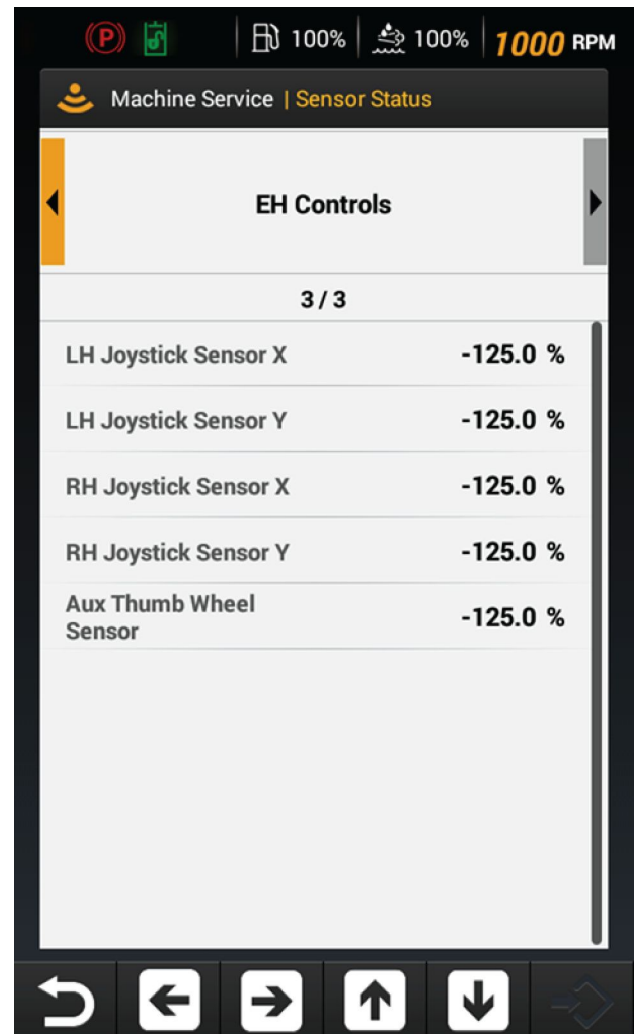 P 100% 100% 1000 RPM
Machine Service | Sensor Status
EH Controls
3 / 3
LH Joystick Sensor X -125.0 %
LH Joystick Sensor Y -125.0 %
RH Joystick Sensor X -125.0 %
RH Joystick Sensor Y -125.0 %
Aux Thumb Wheel
Sensor -125.0 %